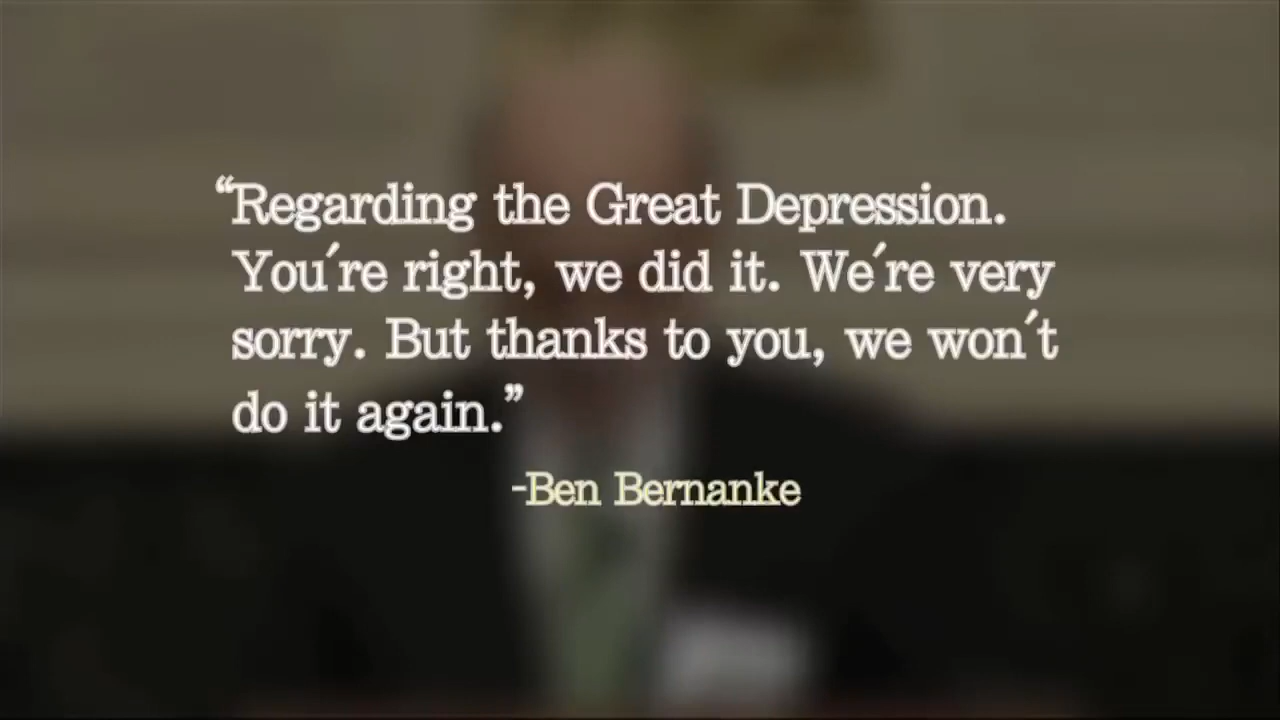 “Regarding the Great Depression.
You´re right, we did it. We´re very
sorry. But thanks to you, we won´t
do it again.”
-Ben Bernanke